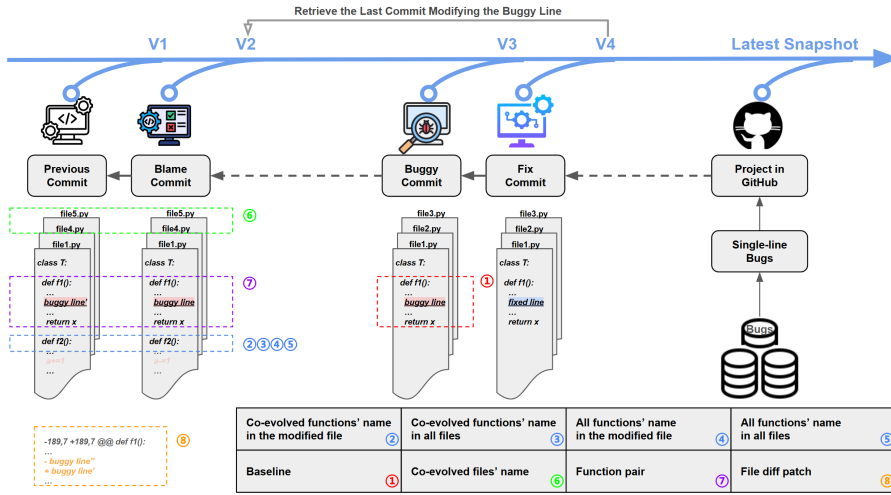 Retrieve the Last Commit Modifying the Buggy Line
V1
V2
V3
V4
Latest Snapshot
</>
</>
Previous
Commit
Blame
Commit
Buggy
Commit
Fix
Commit
Project in
GitHub
file5.py
file4.py
file1.py
class T:
def f1():
...
buggy line'
...
return x
def f2():
...
a+=1
...
file5.py
file4.py
file1.py
class T:
def f1():
...
buggy line
...
return x
def f2():
...
a-=1
...
⑥
⑦
②③④⑤
file3.py
file2.py
file1.py
class T:
def f1():
...
buggy line
...
return x
①
file3.py
file2.py
file1.py
class T:
def f1():
...
fixed line
...
return x
Single-line
Bugs
Bugs
-189,7 +189,7 @@ def f1():
...
- buggy line''
+ buggy line'
...
⑧
Co-evolved functions' name
in the modified file ②
Co-evolved functions' name
in all files ③
All functions' name
in the modified file ④
All functions' name
in all files ⑤
Baseline ①
Co-evolved files' name ⑥
Function pair ⑦
File diff patch ⑧